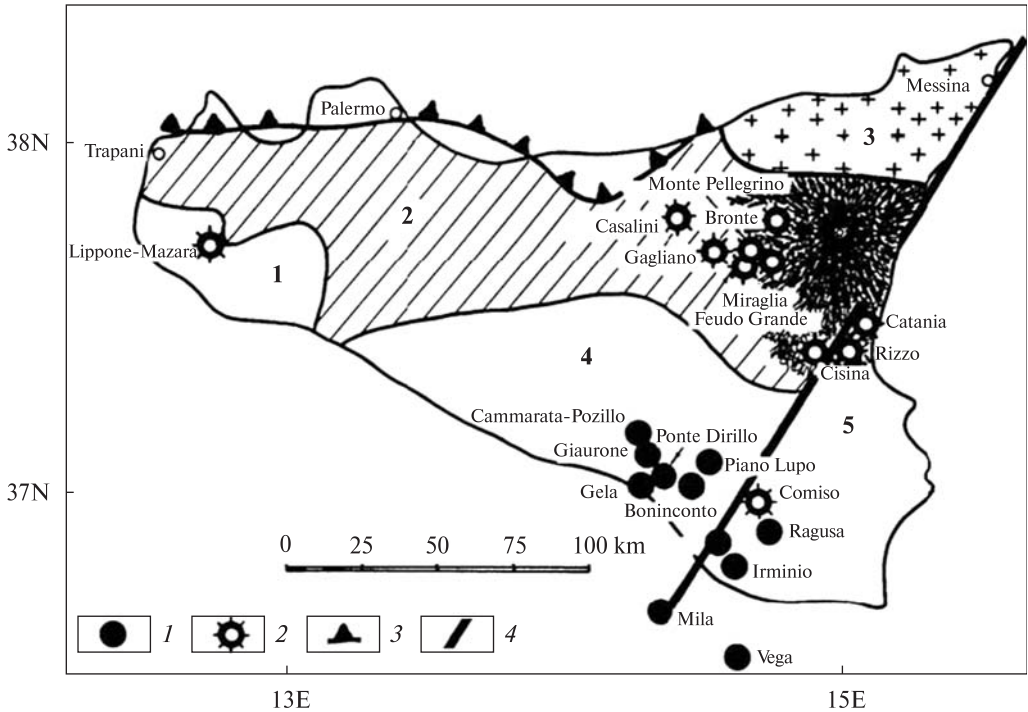 Messina
Palermo
38N
3
Trapani
Monte Pellegrino
2
Casalini
Bronte
Lippone-Mazara
Gagliano
1
Miraglia
Feudo Grande
Catania
4
Rizzo
Cisina
Cammarata-Pozillo
5
Giaurone
Ponte Dirillo
Piano Lupo
37N
Gela
Comiso
Boninconto
Ragusa
0 25 50 75 100 km
Irminio
Mila
1 2 3 4
Vega
13E 15E